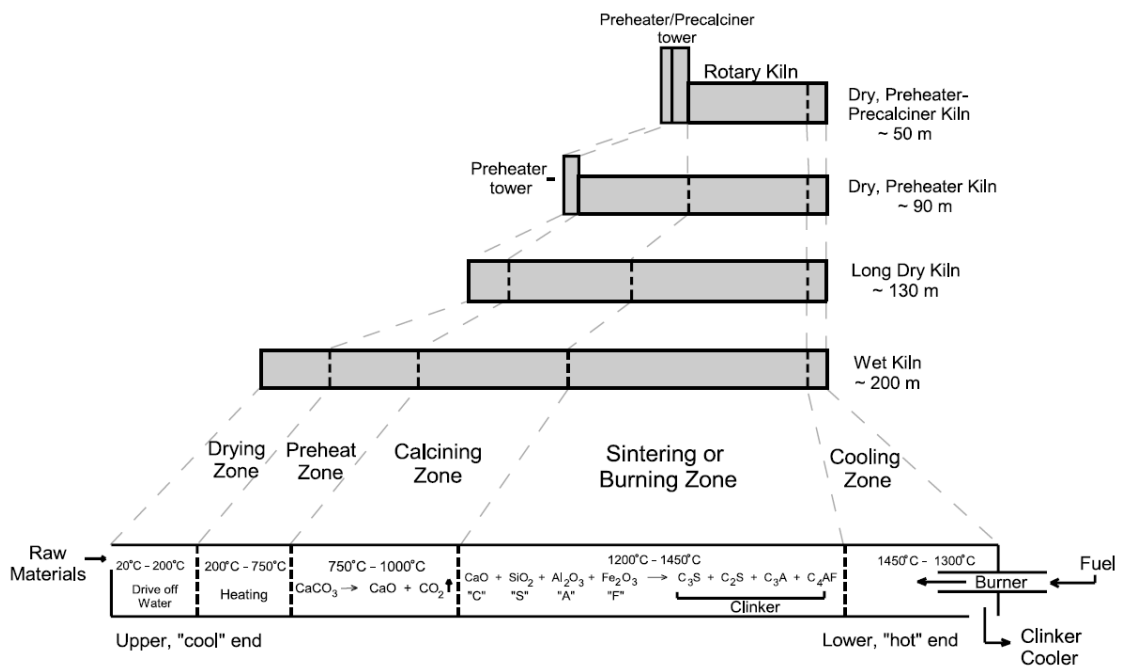 Preheater/Precalciner
tower
Rotary Kiln
Dry, Preheater-
Precalciner Kiln
~ 50 m
Preheater
tower
Dry, Preheater Kiln
~ 90 m
Long Dry Kiln
~ 130 m
Wet Kiln
~ 200 m
Drying
Zone
Preheat
Zone
Calcining
Zone
Sintering or
Burning Zone
Cooling
Zone
Raw
Materials
20°C – 200°C
Drive off
Water
200°C – 750°C
Heating
750°C – 1000°C
CaCO₃ → CaO + CO₂
1200°C – 1450°C
CaO + SiO₂ + Al₂O₃ + Fe₂O₃ → C₃S + C₂S + C₃A + C₄AF
"C" "S" "A" "F"
Clinker
1450°C – 1300°C
Burner
Fuel
Upper, "cool" end
Lower, "hot" end
Clinker
Cooler